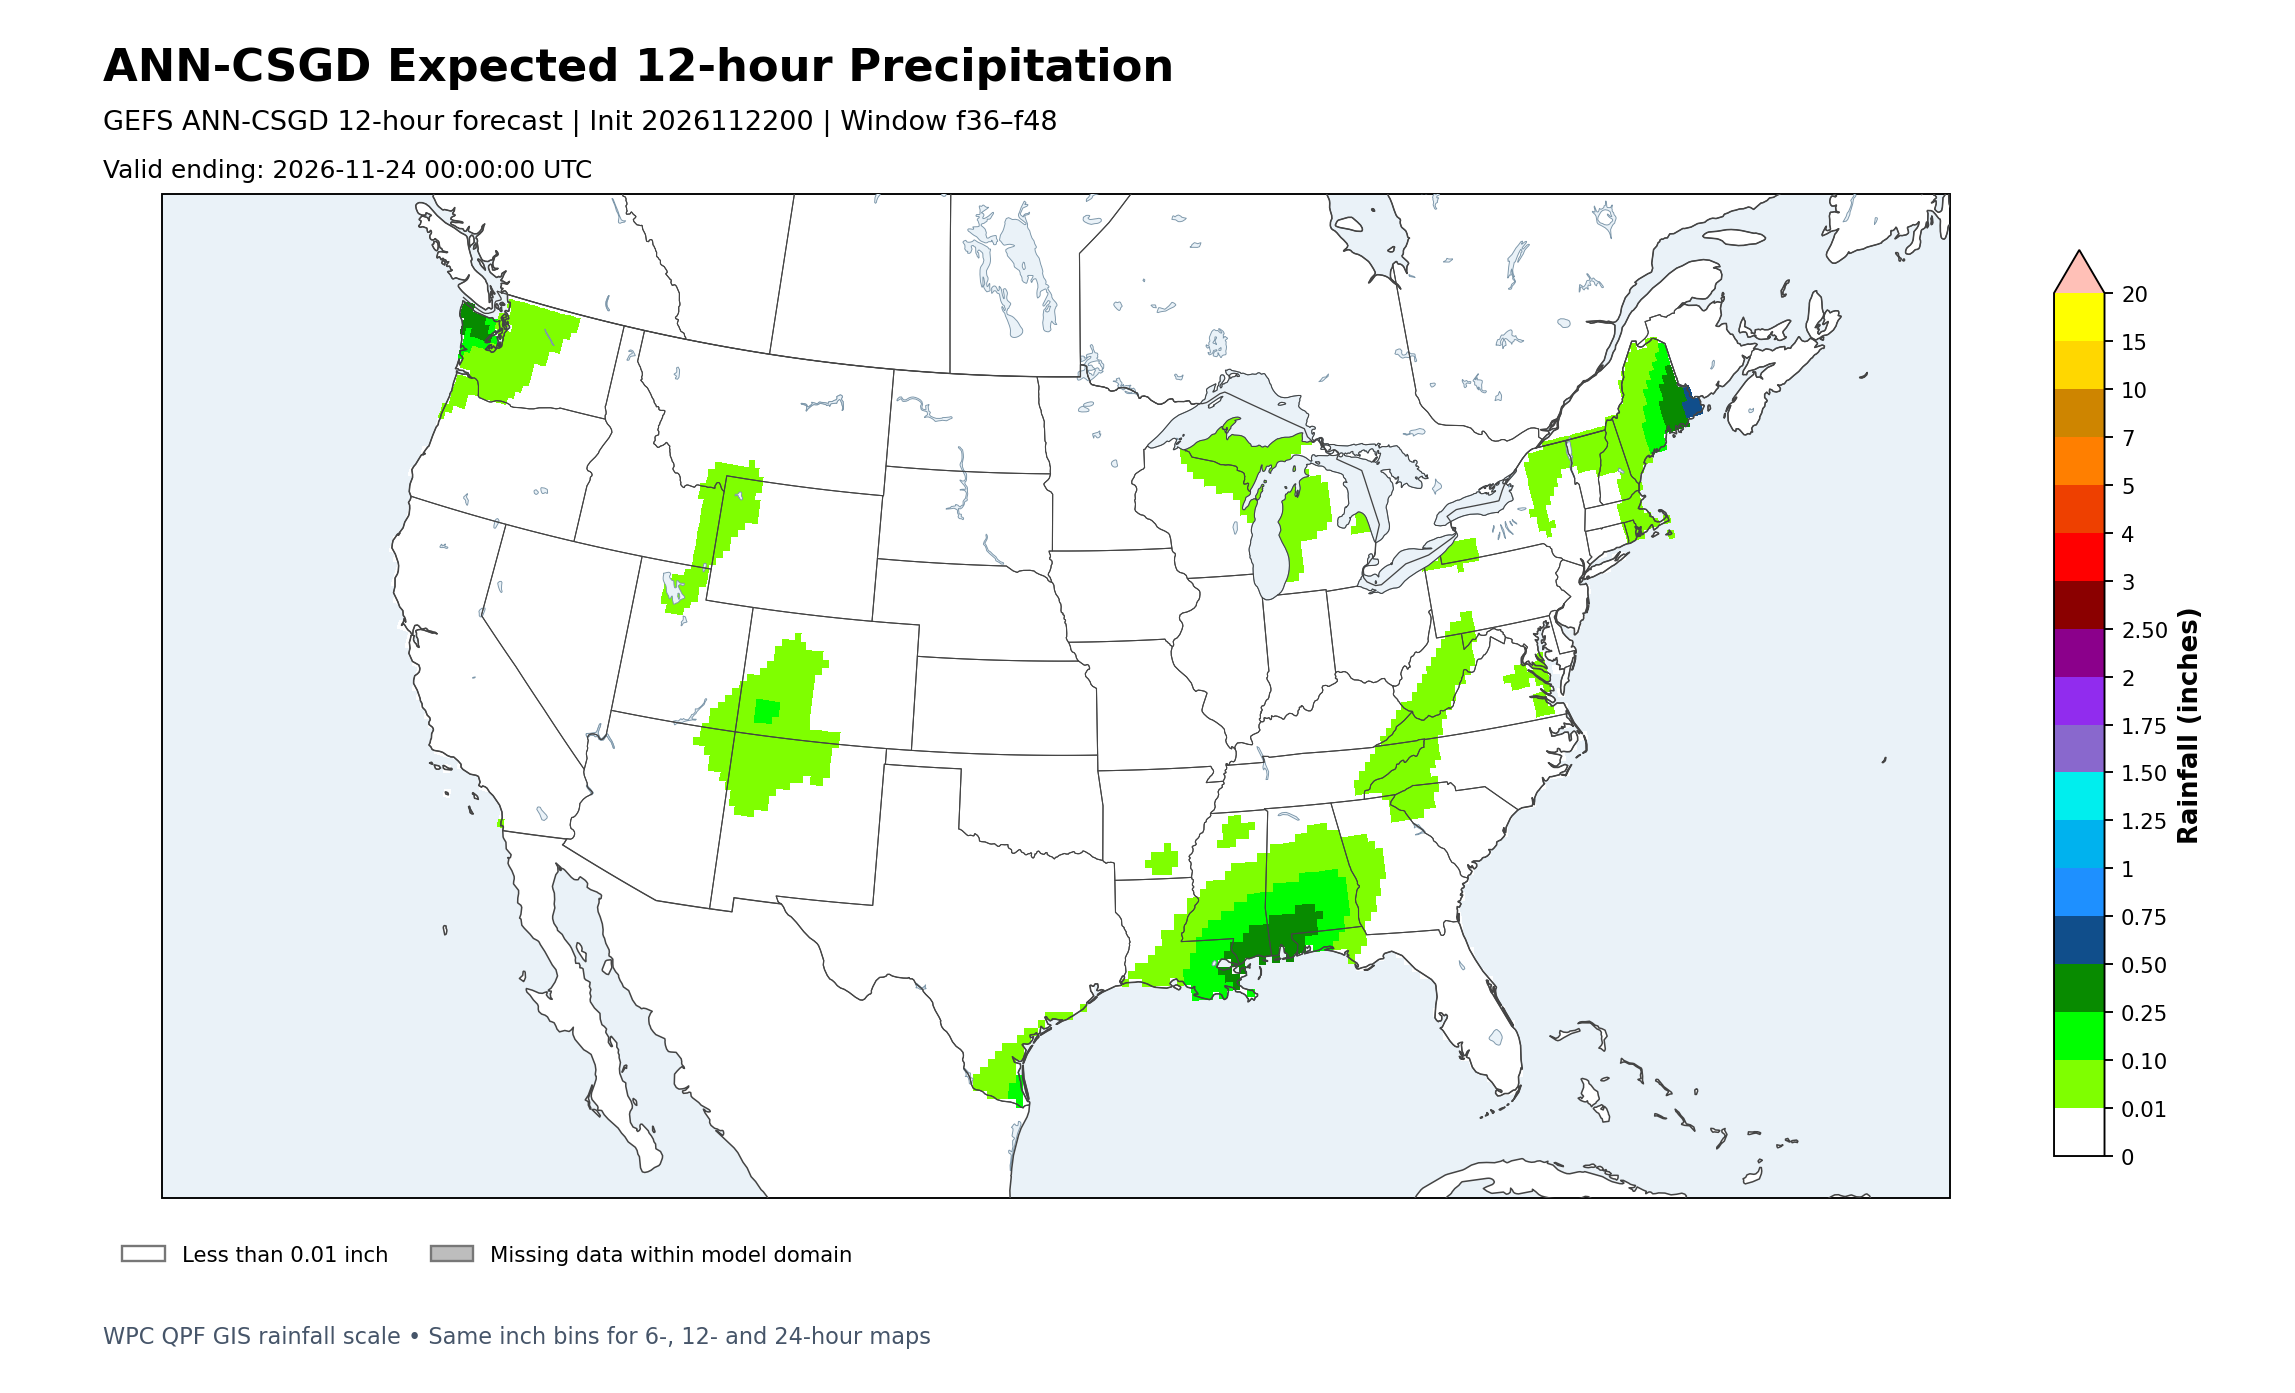 ANN-CSGD Expected 12-hour Precipitation
GEFS ANN-CSGD 12-hour forecast | Init 2026112200 | Window f36–f48
Valid ending: 2026-11-24 00:00:00 UTC
20
15
10
7
5
4
3
2.50
2
1.75
1.50
1.25
1
0.75
0.50
0.25
0.10
0.01
0
Rainfall (inches)
Less than 0.01 inch
Missing data within model domain
WPC QPF GIS rainfall scale • Same inch bins for 6-, 12- and 24-hour maps